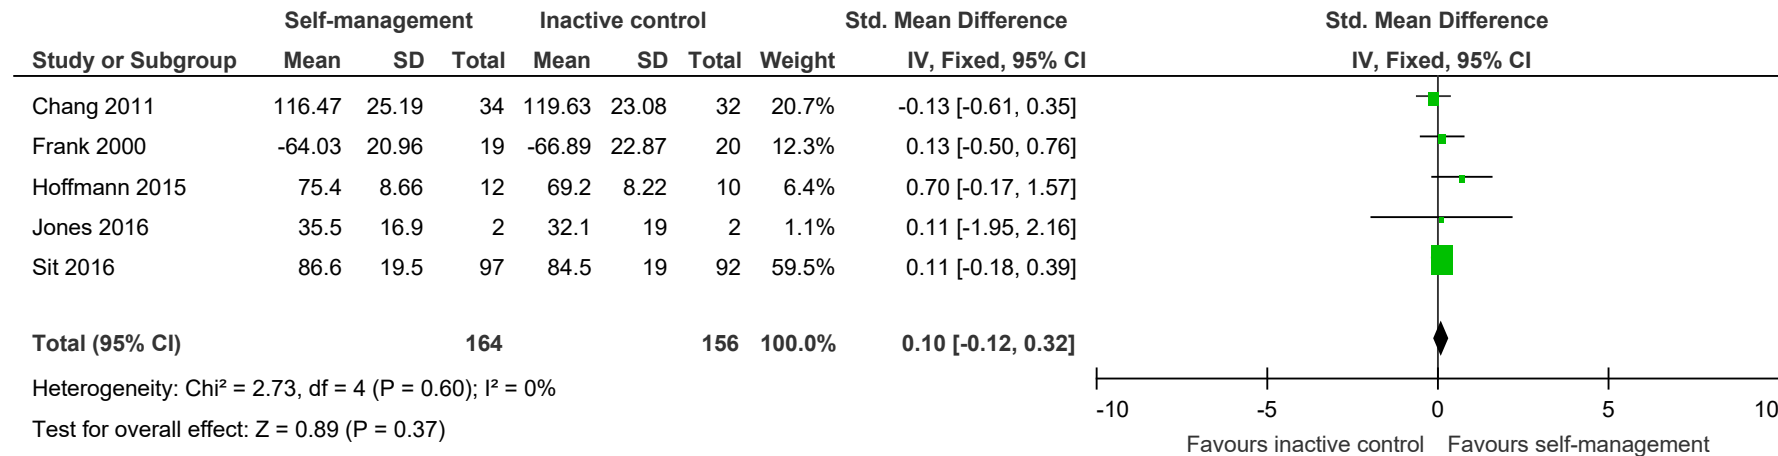 Self-management Inactive control Std. Mean Difference Std. Mean Difference
Study or Subgroup Mean SD Total Mean SD Total Weight IV, Fixed, 95% CI IV, Fixed, 95% CI
Chang 2011 116.47 25.19 34 119.63 23.08 32 20.7% -0.13 [-0.61, 0.35]
Frank 2000 -64.03 20.96 19 -66.89 22.87 20 12.3% 0.13 [-0.50, 0.76]
Hoffmann 2015 75.4 8.66 12 69.2 8.22 10 6.4% 0.70 [-0.17, 1.57]
Jones 2016 35.5 16.9 2 32.1 19 2 1.1% 0.11 [-1.95, 2.16]
Sit 2016 86.6 19.5 97 84.5 19 92 59.5% 0.11 [-0.18, 0.39]
Total (95% CI) 164 156 100.0% 0.10 [-0.12, 0.32]
Heterogeneity: Chi² = 2.73, df = 4 (P = 0.60); I² = 0%
Test for overall effect: Z = 0.89 (P = 0.37)
-10 -5 0 5 10
Favours inactive control Favours self-management